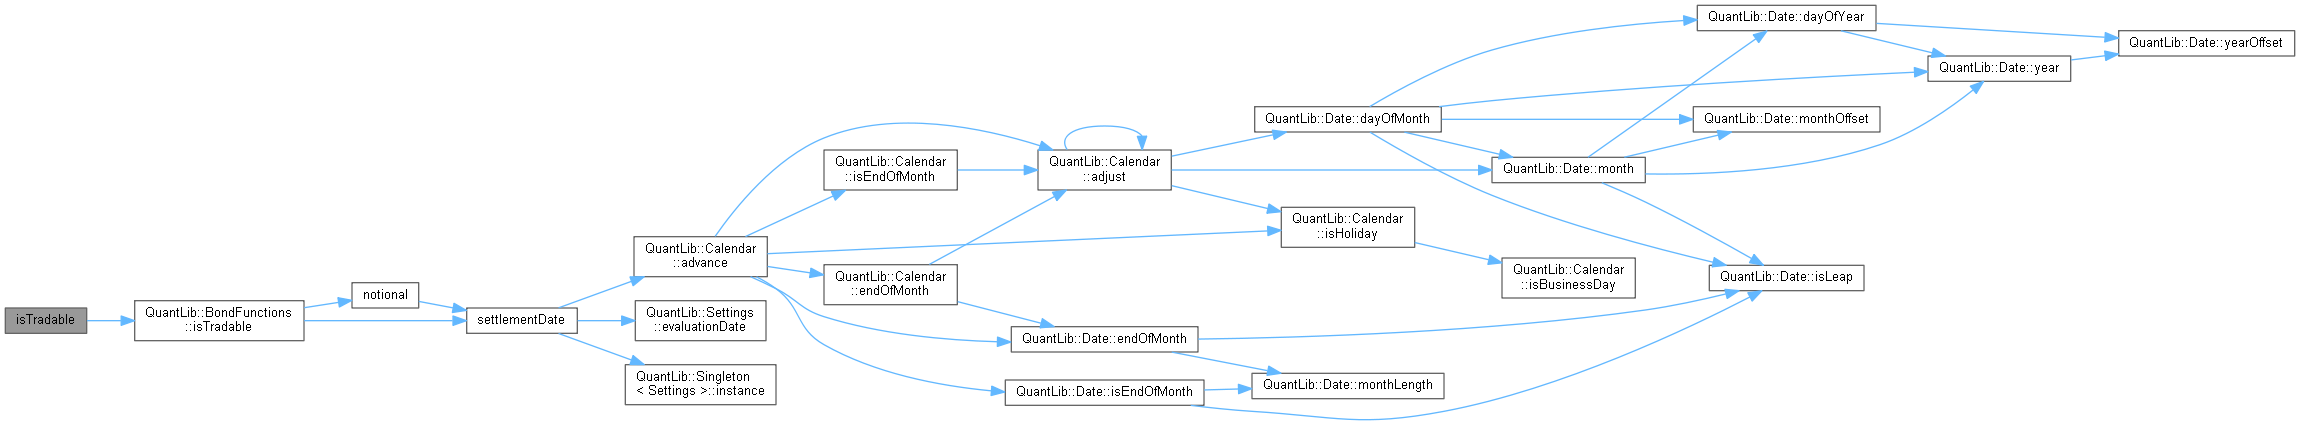 isTradable
QuantLib::BondFunctions
::isTradable
notional
settlementDate
QuantLib::Calendar
::advance
QuantLib::Settings
::evaluationDate
QuantLib::Singleton
< Settings >::instance
QuantLib::Calendar
::isEndOfMonth
QuantLib::Calendar
::endOfMonth
QuantLib::Calendar
::adjust
QuantLib::Date::endOfMonth
QuantLib::Date::isEndOfMonth
QuantLib::Date::dayOfMonth
QuantLib::Calendar
::isHoliday
QuantLib::Date::monthLength
QuantLib::Date::month
QuantLib::Calendar
::isBusinessDay
QuantLib::Date::dayOfYear
QuantLib::Date::monthOffset
QuantLib::Date::isLeap
QuantLib::Date::year
QuantLib::Date::yearOffset